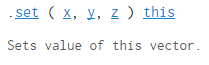 .set ( x, y, z ) this
Sets value of this vector.